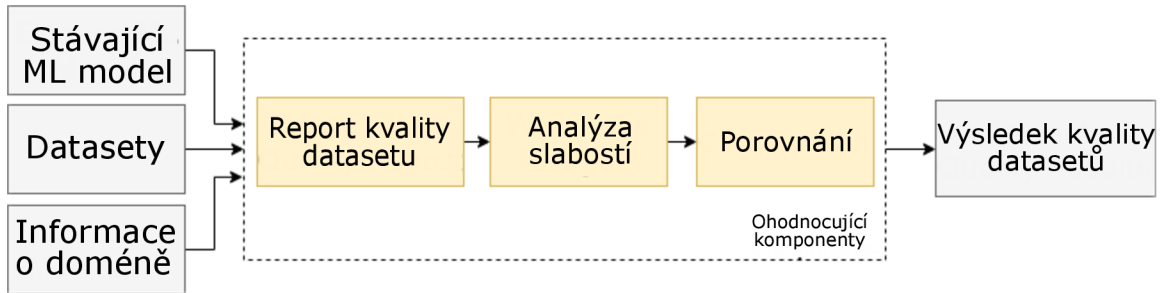 Stávající
ML model
Datasety
Informace
o doméně
Report kvality
datasetu
Analýza
slabostí
Porovnání
Ohodnocující
komponenty
Výsledek kvality
datasetů